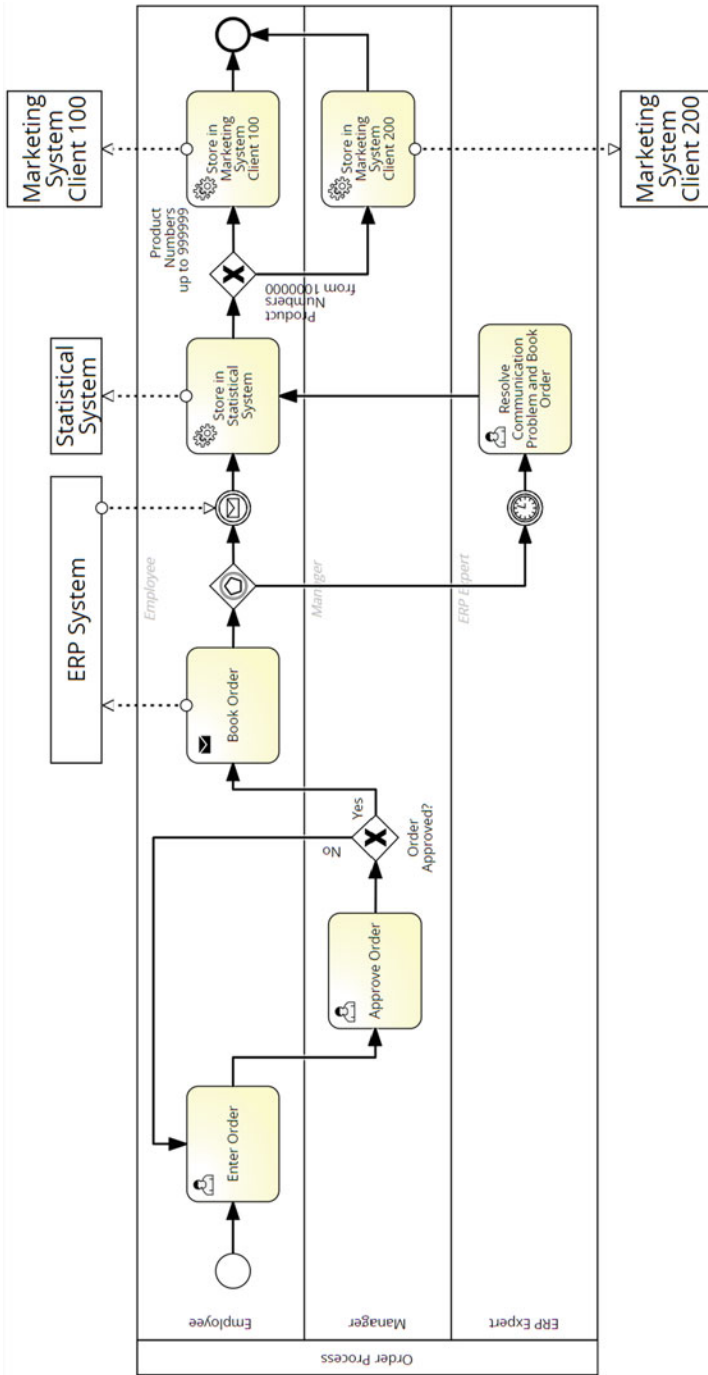 Order Process
Employee
Manager
ERP Expert
Enter Order
Approve Order
Order
Approved?
No
Yes
Book Order
ERP System
Employee
Manager
ERP Expert
Statistical
System
Store in
Statistical
System
Resolve
Communication
Problem and Book
Order
Product
Numbers
up to 999999
Product
Numbers
from 1000000
Marketing
System
Client 100
Store in
Marketing
System
Client 100
Store in
Marketing
System
Client 200
Marketing
System
Client 200